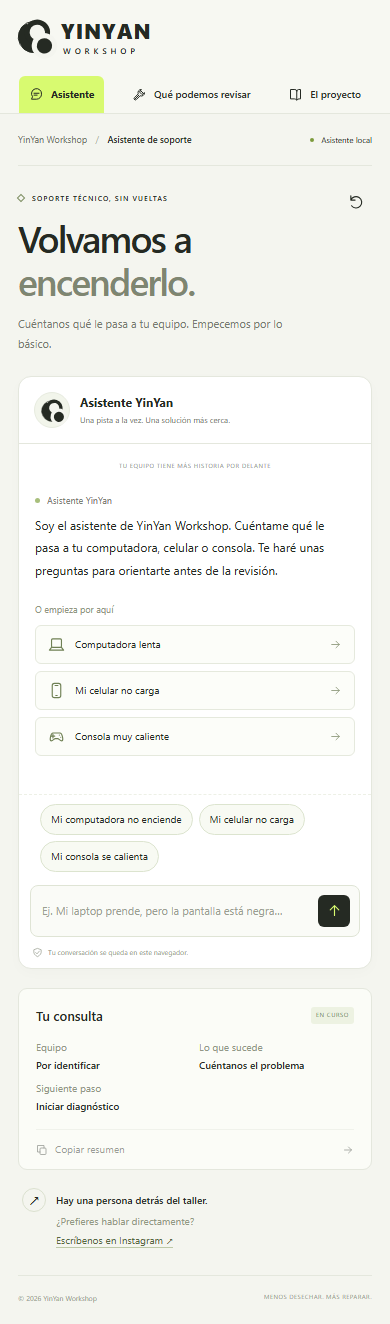 YINYAN
WORKSHOP
Asistente
Qué podemos revisar
El proyecto
YinYan Workshop / Asistente de soporte
Asistente local
SOPORTE TÉCNICO, SIN VUELTAS
Volvamos a
encenderlo.
Cuéntanos qué le pasa a tu equipo. Empecemos por lo
básico.
Asistente YinYan
Una pista a la vez. Una solución más cerca.
TU EQUIPO TIENE MÁS HISTORIA POR DELANTE
Asistente YinYan
Soy el asistente de YinYan Workshop. Cuéntame qué le
pasa a tu computadora, celular o consola. Te haré unas
preguntas para orientarte antes de la revisión.
O empieza por aquí
Computadora lenta
Mi celular no carga
Consola muy caliente
Mi computadora no enciende
Mi celular no carga
Mi consola se calienta
Ej. Mi laptop prende, pero la pantalla está negra...
Tu conversación se queda en este navegador.
Tu consulta
EN CURSO
Equipo
Por identificar
Lo que sucede
Cuéntanos el problema
Siguiente paso
Iniciar diagnóstico
Copiar resumen
Hay una persona detrás del taller.
¿Prefieres hablar directamente?
Escríbenos en Instagram ↗
© 2026 YinYan Workshop
MENOS DESECHAR. MÁS REPARAR.